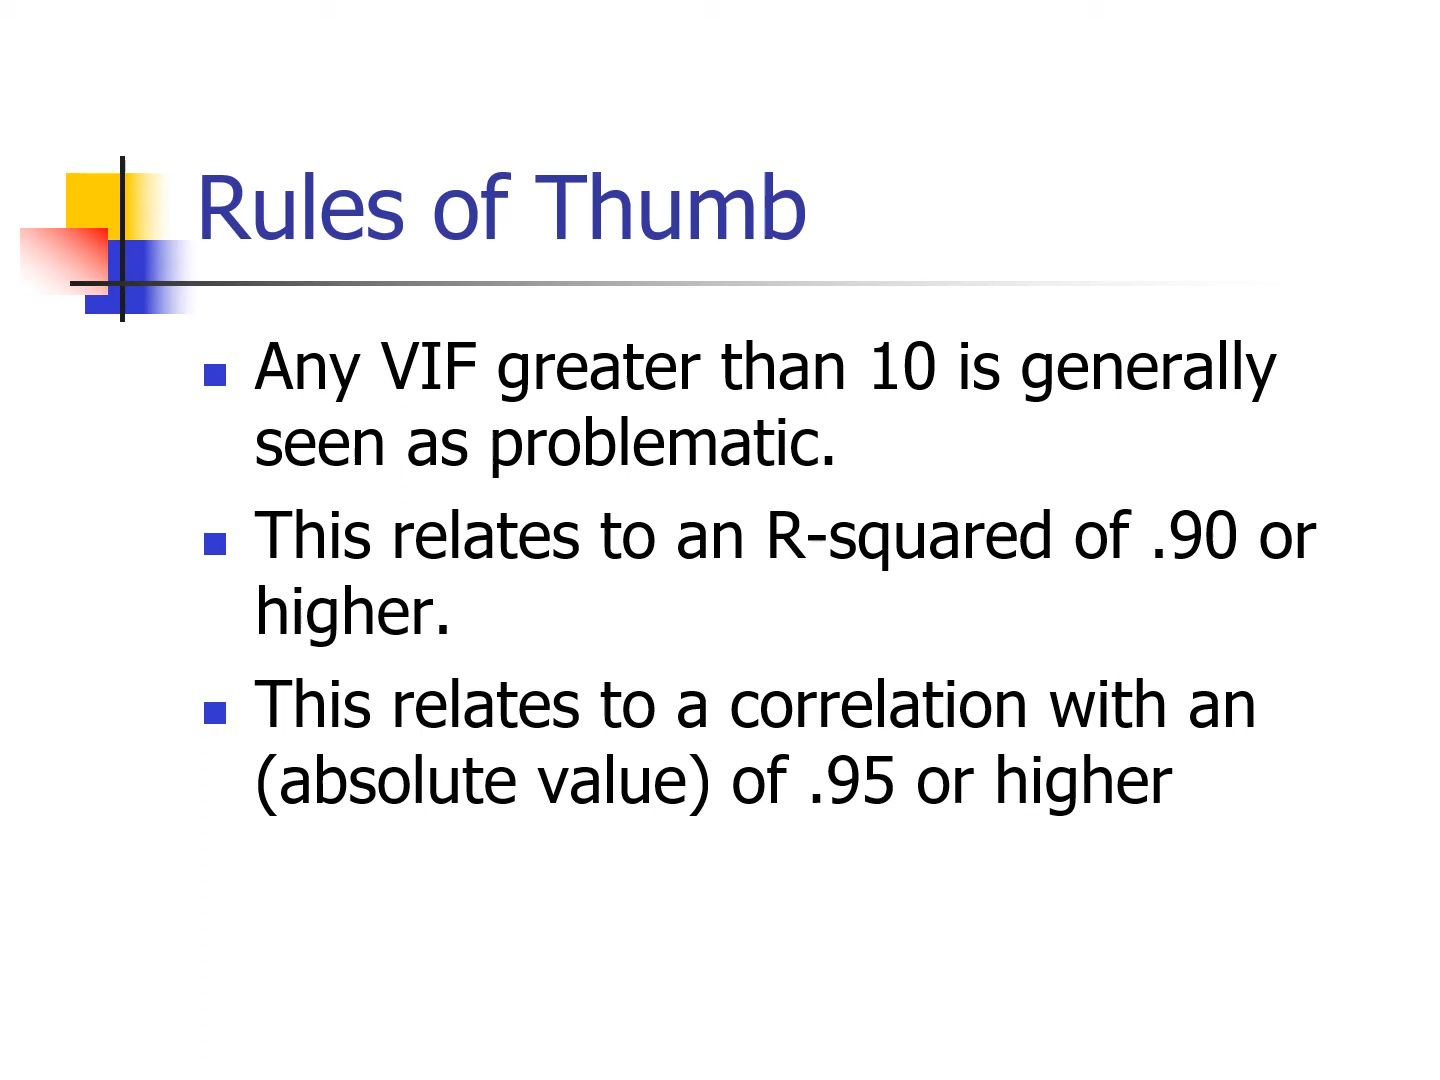 Rules of Thumb
Any VIF greater than 10 is generally
seen as problematic.
This relates to an R-squared of .90 or
higher.
This relates to a correlation with an
(absolute value) of .95 or higher